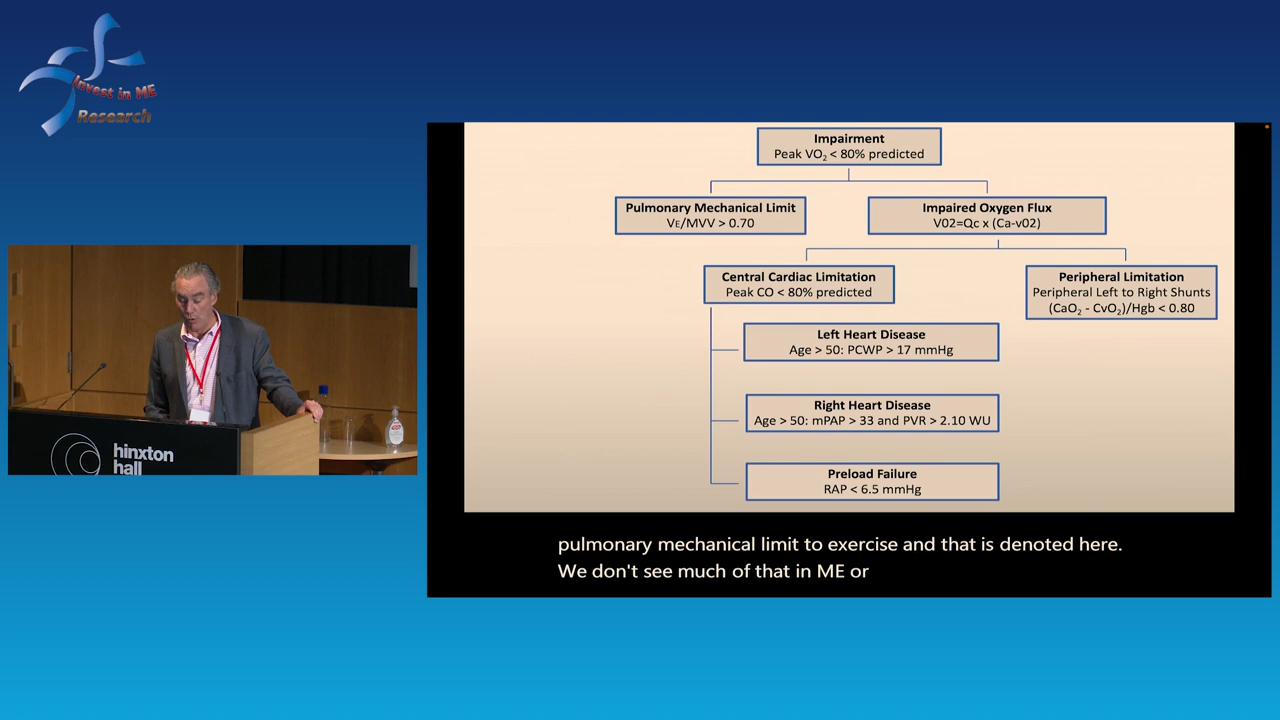 Invest in ME
Research
Impairment
Peak VO₂ < 80% predicted
Pulmonary Mechanical Limit
VE/MVV > 0.70
Impaired Oxygen Flux
V02=Qc x (Ca-v02)
Central Cardiac Limitation
Peak CO < 80% predicted
Peripheral Limitation
Peripheral Left to Right Shunts
(CaO₂ - CvO₂)/Hgb < 0.80
Left Heart Disease
Age > 50: PCWP > 17 mmHg
Right Heart Disease
Age > 50: mPAP > 33 and PVR > 2.10 WU
Preload Failure
RAP < 6.5 mmHg
hinxton
hall
pulmonary mechanical limit to exercise and that is denoted here.
We don't see much of that in ME or